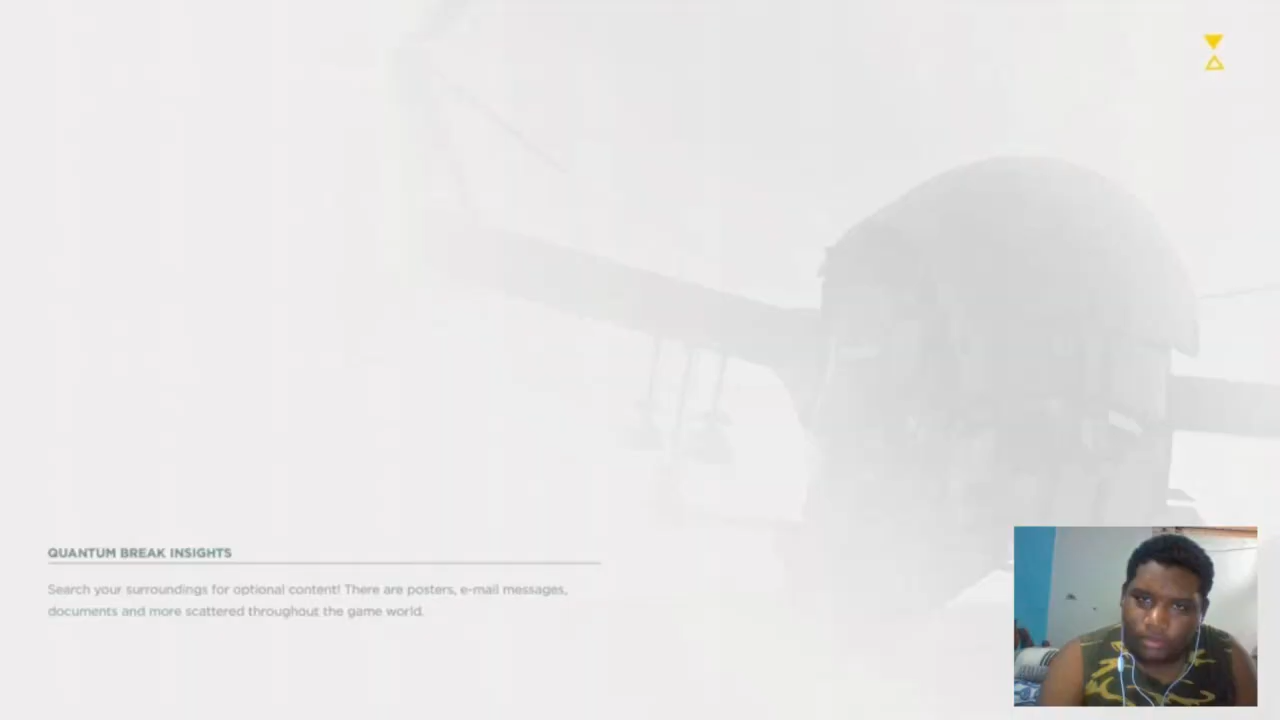 QUANTUM BREAK INSIGHTS
Search your surroundings for optional content! There are posters, e-mail messages,
documents and more scattered throughout the game world.